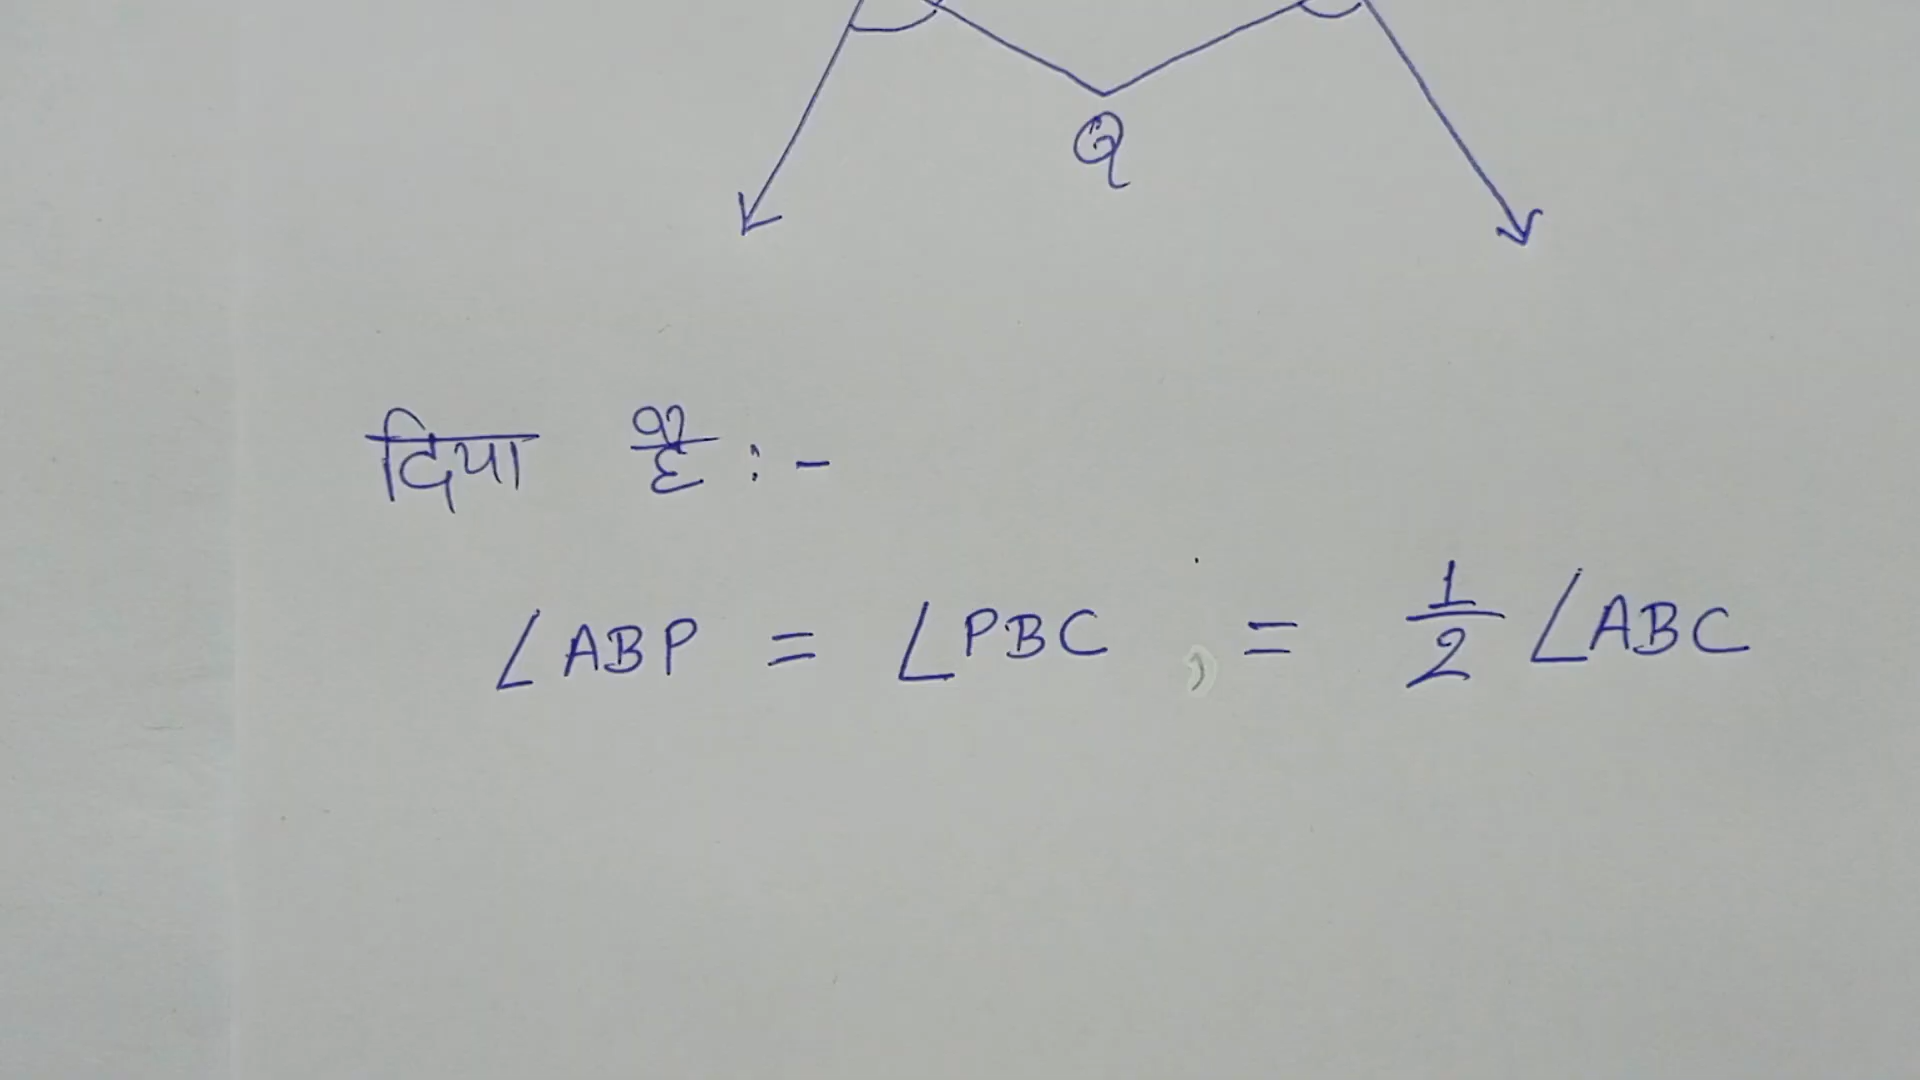 Q
दिया है :-
∠ABP = ∠PBC , = 1/2 ∠ABC